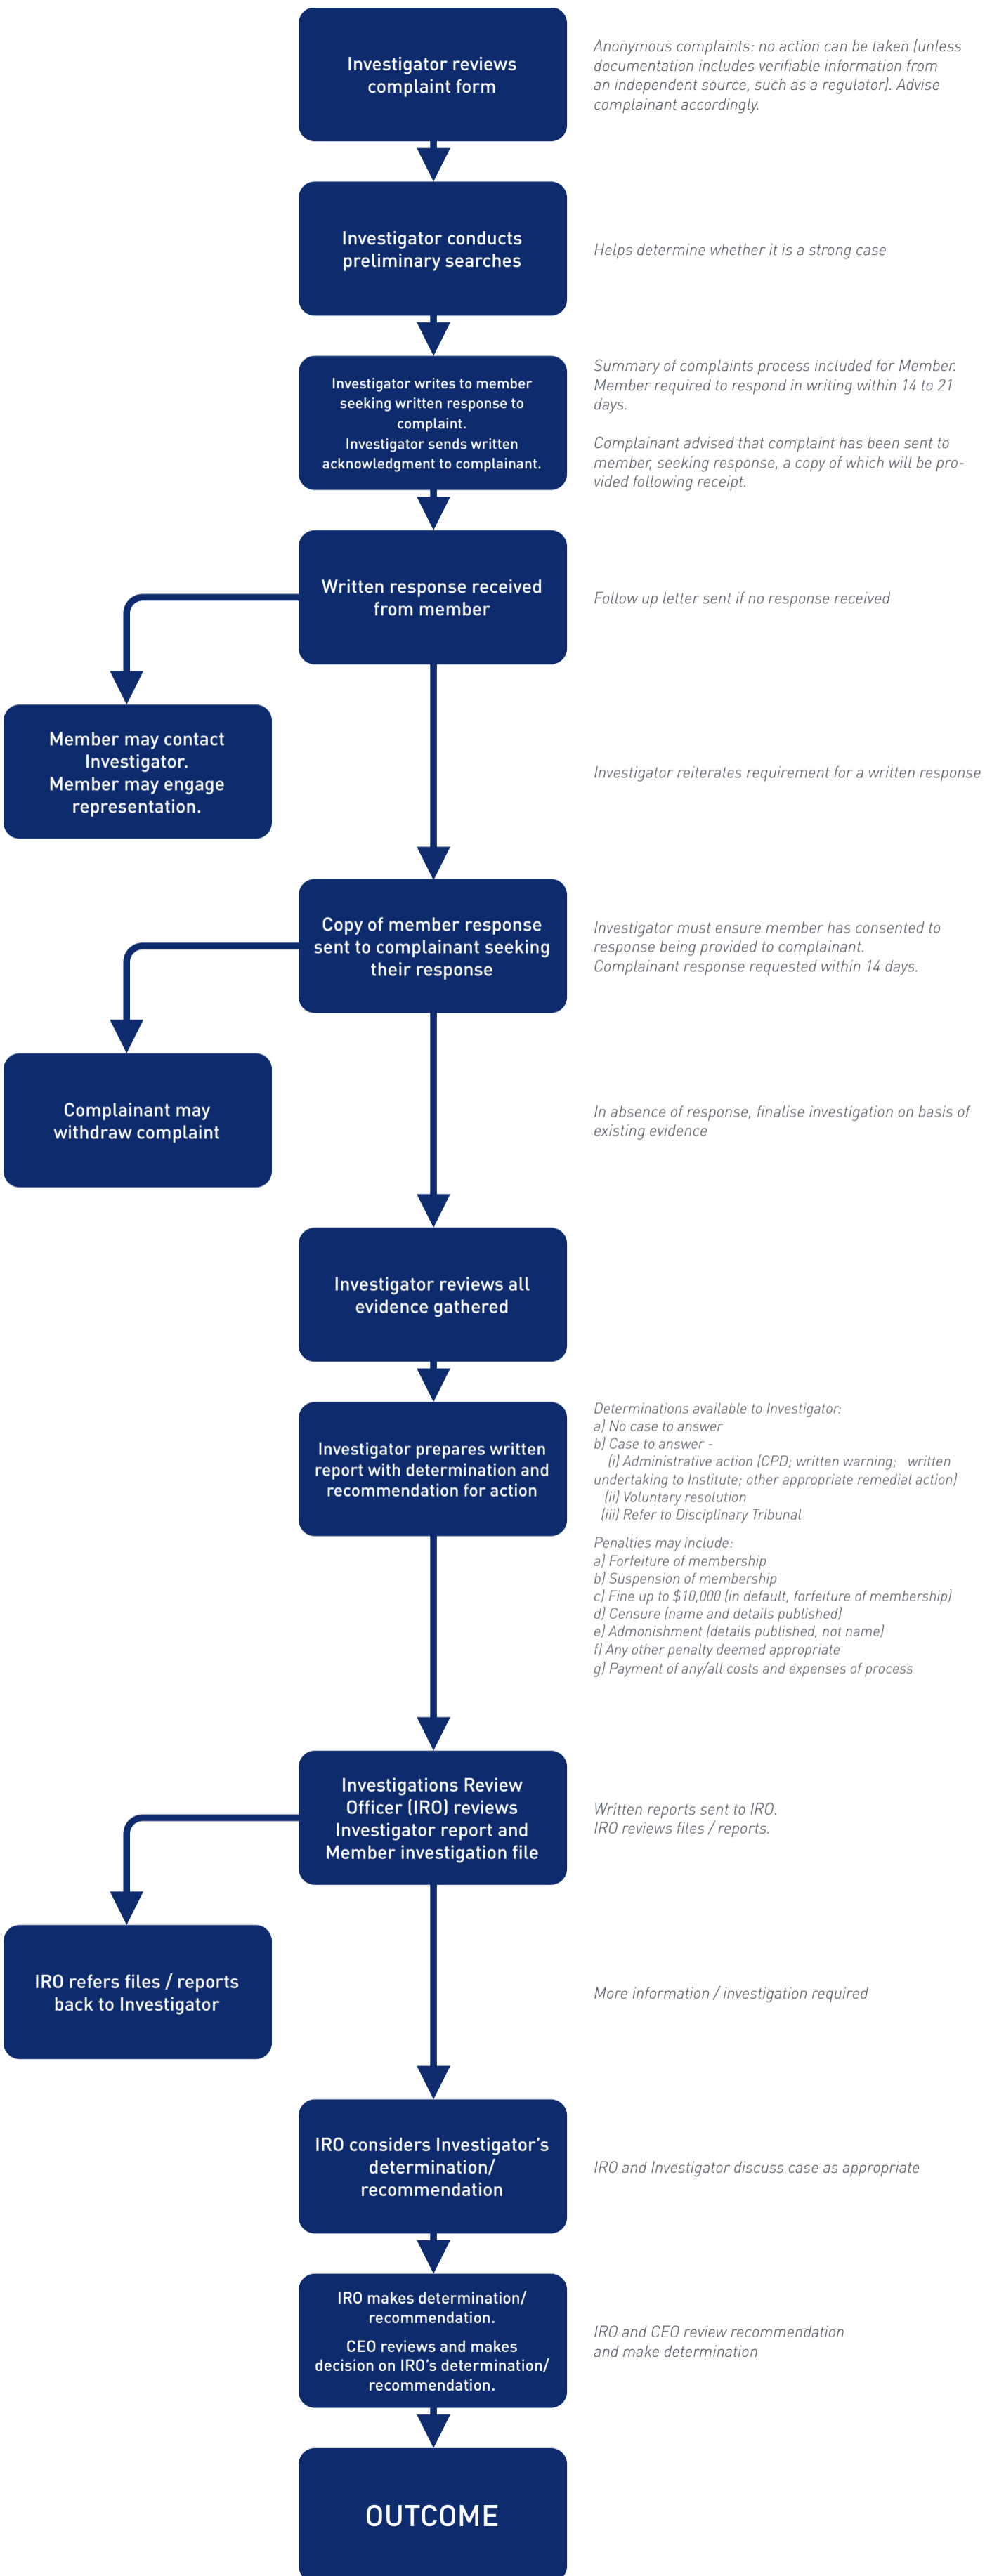 Investigator reviews
complaint form
Anonymous complaints: no action can be taken (unless
documentation includes verifiable information from
an independent source, such as a regulator). Advise
complainant accordingly.
Investigator conducts
preliminary searches
Helps determine whether it is a strong case
Investigator writes to member
seeking written response to
complaint.
Investigator sends written
acknowledgment to complainant.
Summary of complaints process included for Member.
Member required to respond in writing within 14 to 21
days.
Complainant advised that complaint has been sent to
member, seeking response, a copy of which will be pro-
vided following receipt.
Written response received
from member
Follow up letter sent if no response received
Member may contact
Investigator.
Member may engage
representation.
Investigator reiterates requirement for a written response
Copy of member response
sent to complainant seeking
their response
Investigator must ensure member has consented to
response being provided to complainant.
Complainant response requested within 14 days.
Complainant may
withdraw complaint
In absence of response, finalise investigation on basis of
existing evidence
Investigator reviews all
evidence gathered
Investigator prepares written
report with determination and
recommendation for action
Determinations available to Investigator:
a) No case to answer
b) Case to answer -
(i) Administrative action (CPD; written warning; written
undertaking to Institute; other appropriate remedial action)
(ii) Voluntary resolution
(iii) Refer to Disciplinary Tribunal
Penalties may include:
a) Forfeiture of membership
b) Suspension of membership
c) Fine up to $10,000 (in default, forfeiture of membership)
d) Censure (name and details published)
e) Admonishment (details published, not name)
f) Any other penalty deemed appropriate
g) Payment of any/all costs and expenses of process
Investigations Review
Officer (IRO) reviews
Investigator report and
Member investigation file
Written reports sent to IRO.
IRO reviews files / reports.
IRO refers files / reports
back to Investigator
More information / investigation required
IRO considers Investigator's
determination/
recommendation
IRO and Investigator discuss case as appropriate
IRO makes determination/
recommendation.
CEO reviews and makes
decision on IRO's determination/
recommendation.
IRO and CEO review recommendation
and make determination
OUTCOME